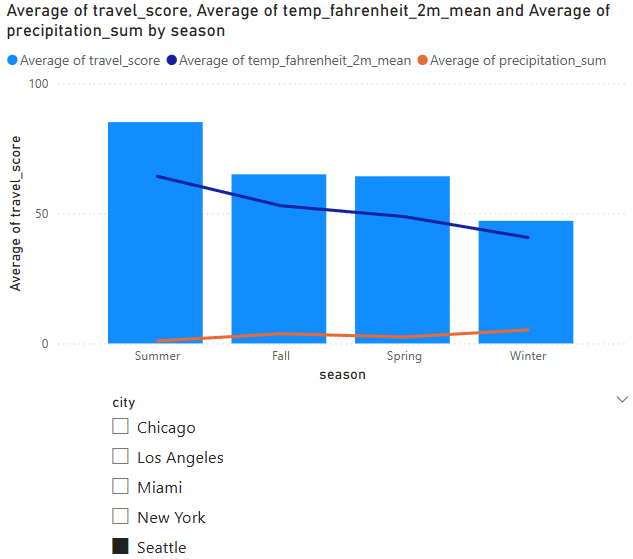 Average of travel_score, Average of temp_fahrenheit_2m_mean and Average of
precipitation_sum by season
Average of travel_score Average of temp_fahrenheit_2m_mean Average of precipitation_sum
100
50
0
Average of travel_score
Summer Fall Spring Winter
season
city
Chicago
Los Angeles
Miami
New York
Seattle